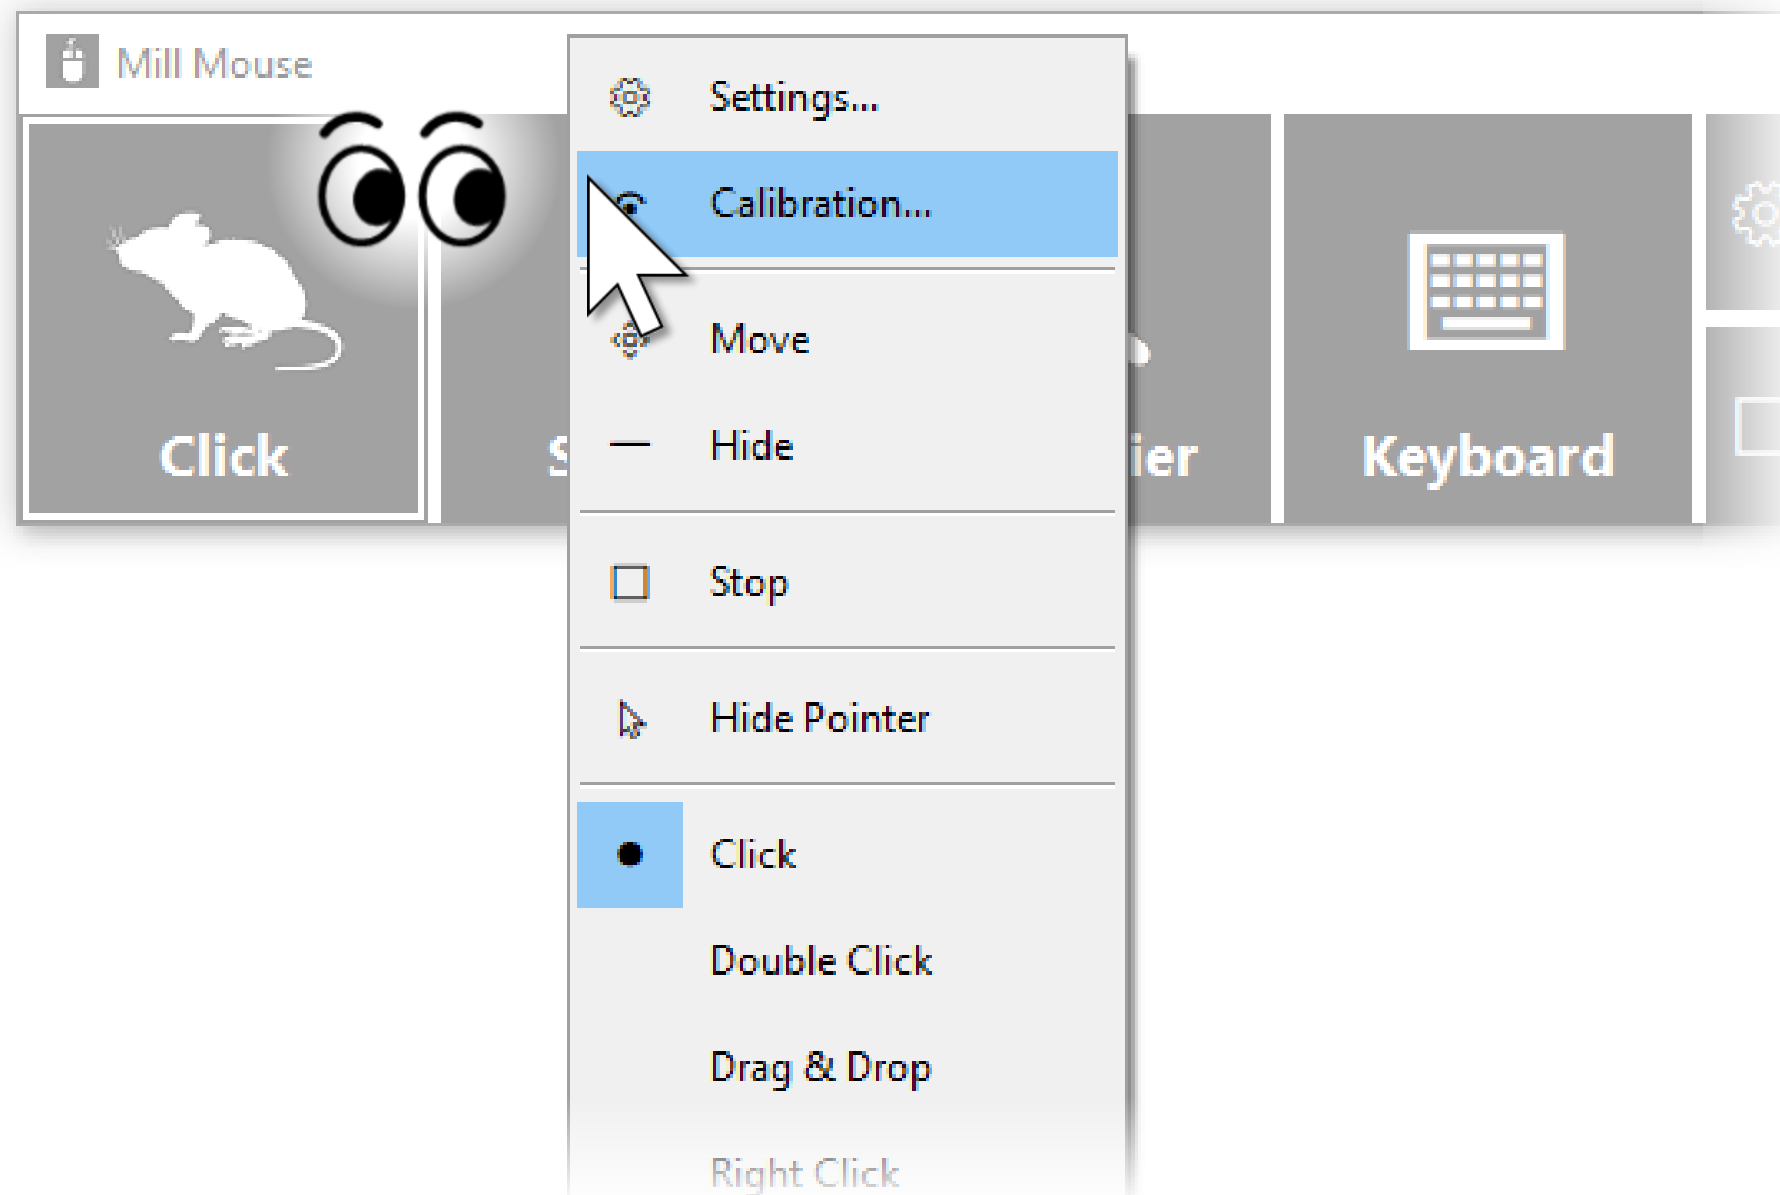 Mill Mouse
Settings...
Calibration...
Move
Hide
Stop
Hide Pointer
Click
Double Click
Drag & Drop
Right Click
Click
Keyboard